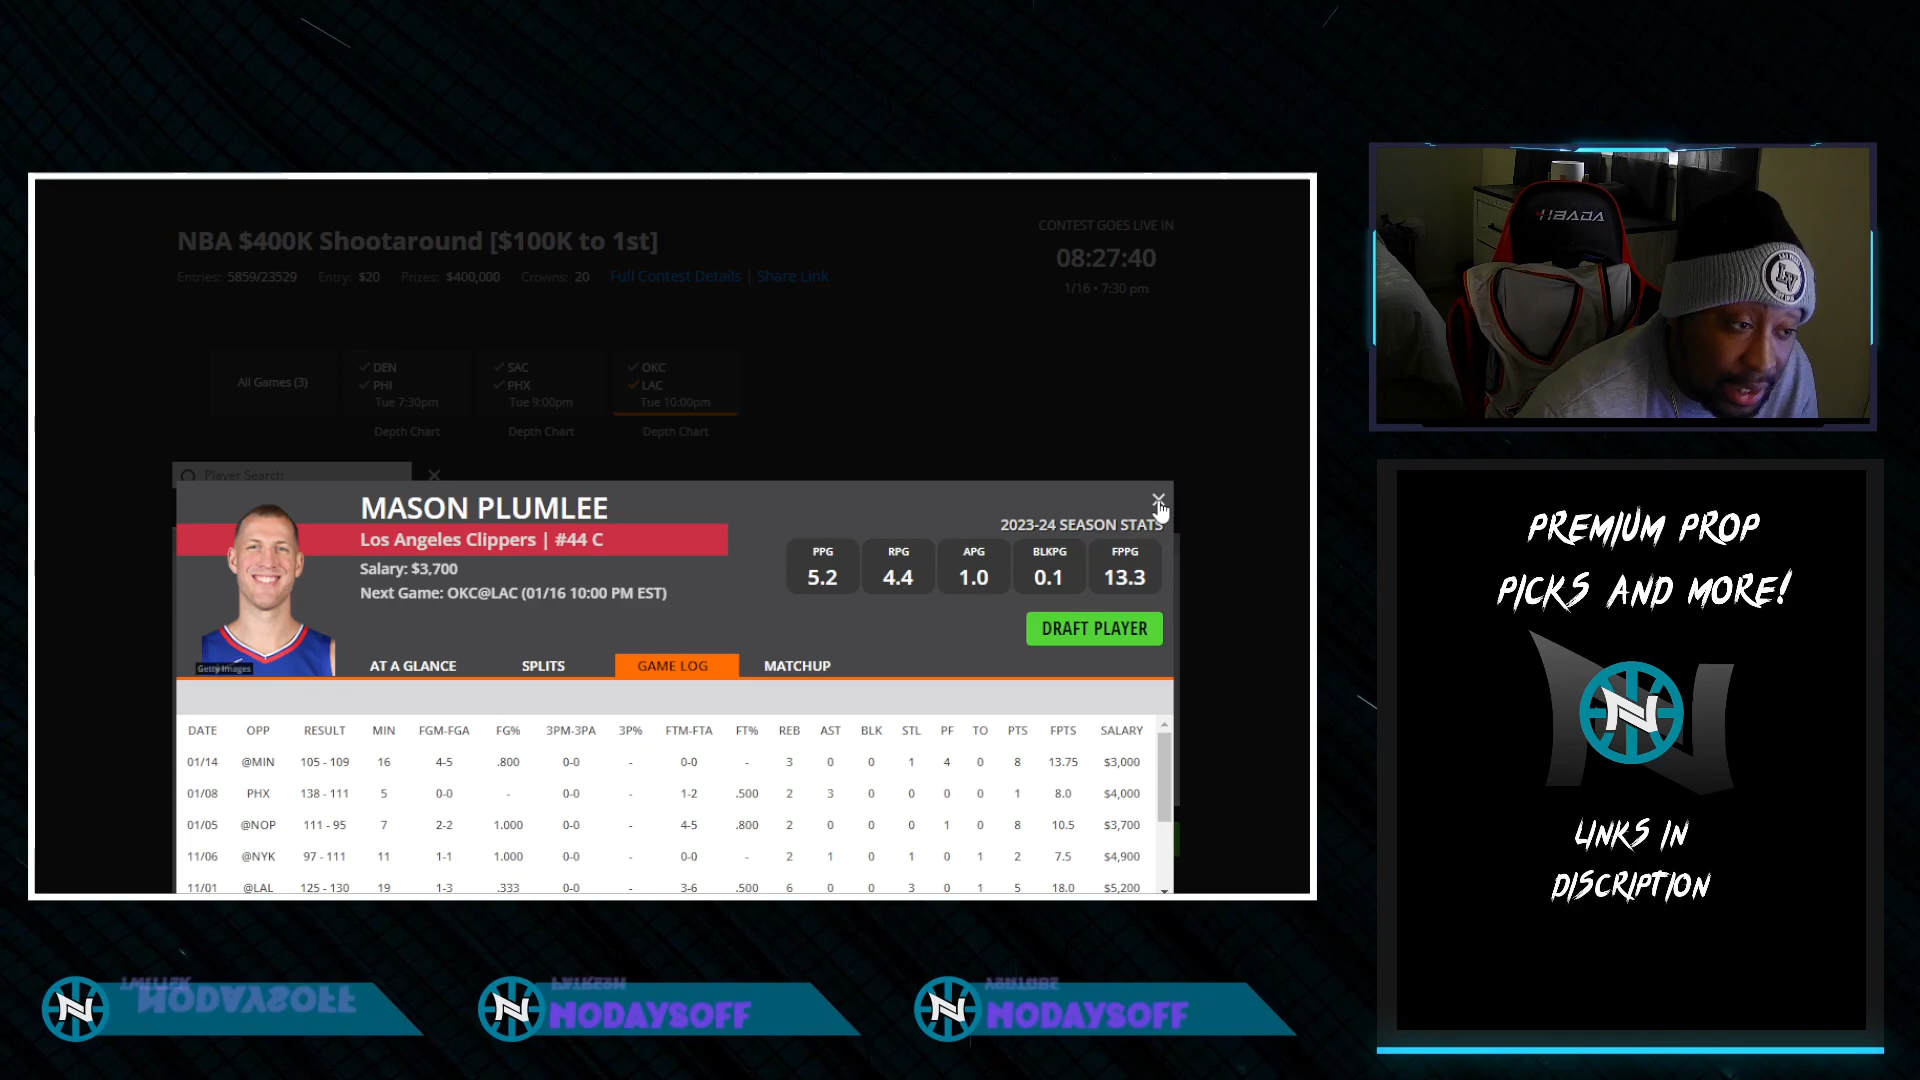 NBA $400K Shootaround [$100K to 1st]
Entries: 5859/23529 Entry: $20 Prizes: $400,000 Crowns: 20 Full Contest Details | Share Link
CONTEST GOES LIVE IN
08:27:40
1/16 • 7:30 pm
All Games (3)
DEN
PHI
Tue 7:30pm
Depth Chart
SAC
PHX
Tue 9:00pm
Depth Chart
OKC
LAC
Tue 10:00pm
Depth Chart
Player Search
MASON PLUMLEE
Los Angeles Clippers | #44 C
Salary: $3,700
Next Game: OKC@LAC (01/16 10:00 PM EST)
Getty Images
2023-24 SEASON STATS
PPG RPG APG BLKPG FPPG
5.2 4.4 1.0 0.1 13.3
DRAFT PLAYER
AT A GLANCE SPLITS GAME LOG MATCHUP
DATE OPP RESULT MIN FGM-FGA FG% 3PM-3PA 3P% FTM-FTA FT% REB AST BLK STL PF TO PTS FPTS SALARY
01/14 @MIN 105 - 109 16 4-5 .800 0-0 - 0-0 - 3 0 0 1 4 0 8 13.75 $3,000
01/08 PHX 138 - 111 5 0-0 - 0-0 - 1-2 .500 2 3 0 0 0 0 1 8.0 $4,000
01/05 @NOP 111 - 95 7 2-2 1.000 0-0 - 4-5 .800 2 0 0 0 1 0 8 10.5 $3,700
11/06 @NYK 97 - 111 11 1-1 1.000 0-0 - 0-0 - 2 1 0 1 0 1 2 7.5 $4,900
11/01 @LAL 125 - 130 19 1-3 .333 0-0 - 3-6 .500 6 0 0 3 0 1 5 18.0 $5,200
HBADA
LV
PREMIUM PROP
PICKS AND MORE!
N
LINKS IN
DISCRIPTION
N NODAYSOFF
N NODAYSOFF
N NODAYSOFF